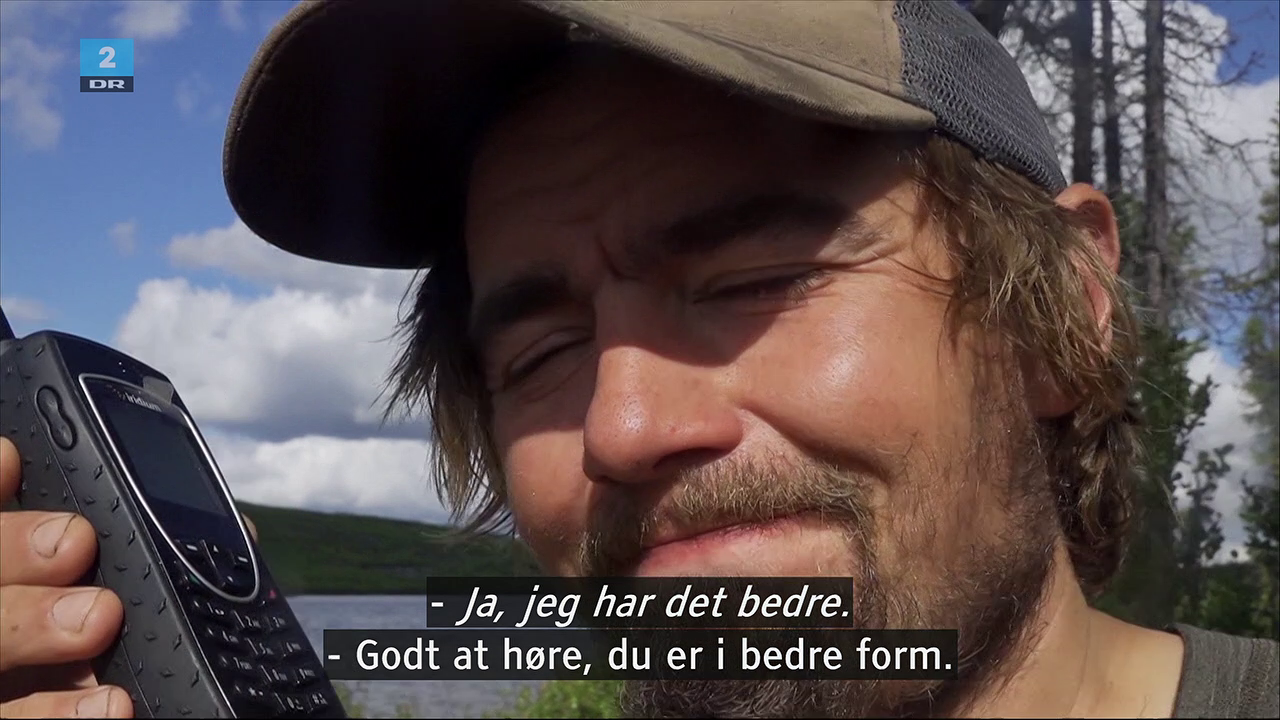 2
DR
iridium
- Ja, jeg har det bedre.
- Godt at høre, du er i bedre form.